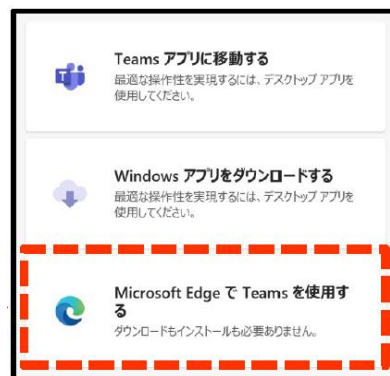 Teams アプリに移動する
最適な操作性を実現するには、デスクトップ アプリを
使用してください。
Windows アプリをダウンロードする
最適な操作性を実現するには、デスクトップ アプリを
使用してください。
Microsoft Edge で Teams を使用す
る
ダウンロードもインストールも必要ありません。